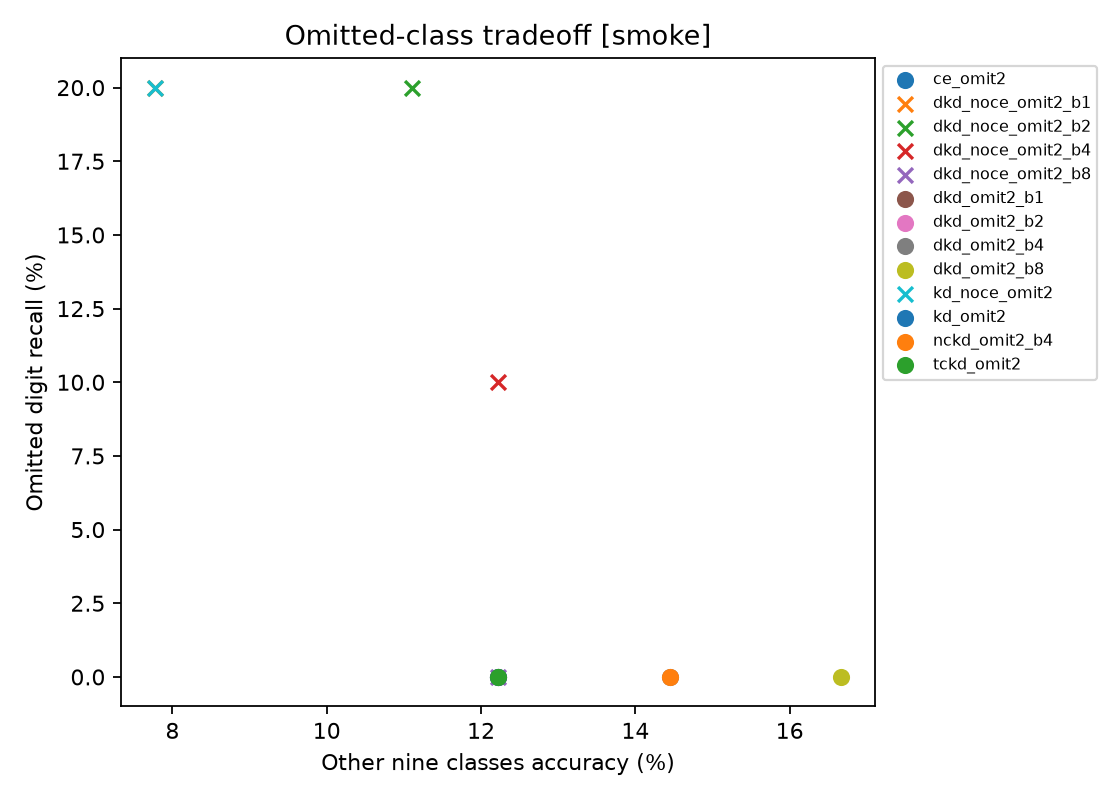 Omitted-class tradeoff [smoke]
20.0
17.5
15.0
12.5
10.0
7.5
5.0
2.5
0.0
Omitted digit recall (%)
8
10
12
14
16
Other nine classes accuracy (%)
ce_omit2
dkd_noce_omit2_b1
dkd_noce_omit2_b2
dkd_noce_omit2_b4
dkd_noce_omit2_b8
dkd_omit2_b1
dkd_omit2_b2
dkd_omit2_b4
dkd_omit2_b8
kd_noce_omit2
kd_omit2
nckd_omit2_b4
tckd_omit2